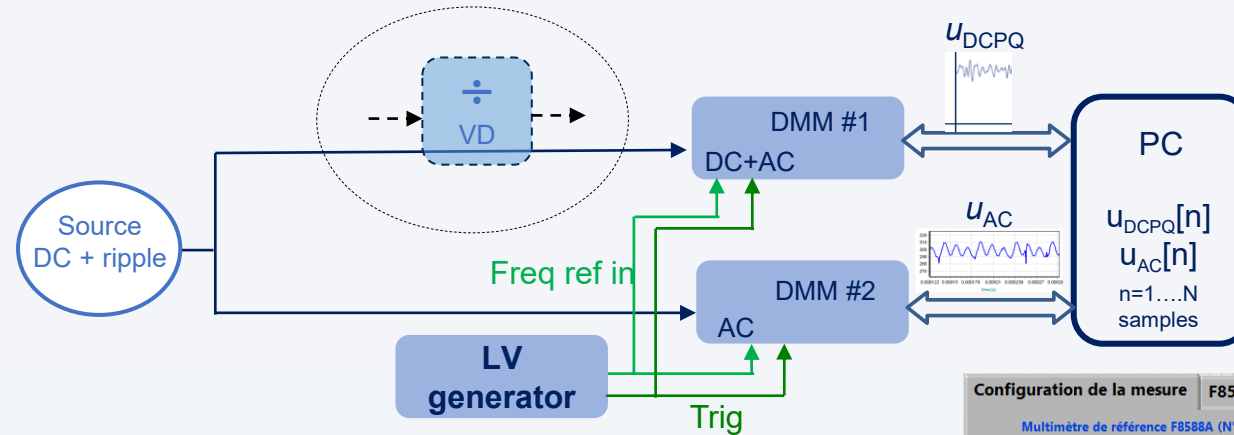 u_DCPQ
÷
VD
DMM #1
DC+AC
PC
Source
DC + ripple
u_DCPQ[n]
u_AC
u_AC[n]
Freq ref in
DMM #2
n=1....N
samples
AC
LV
generator
Trig
Configuration de la mesure
F85
Multimètre de référence F8588A (N°